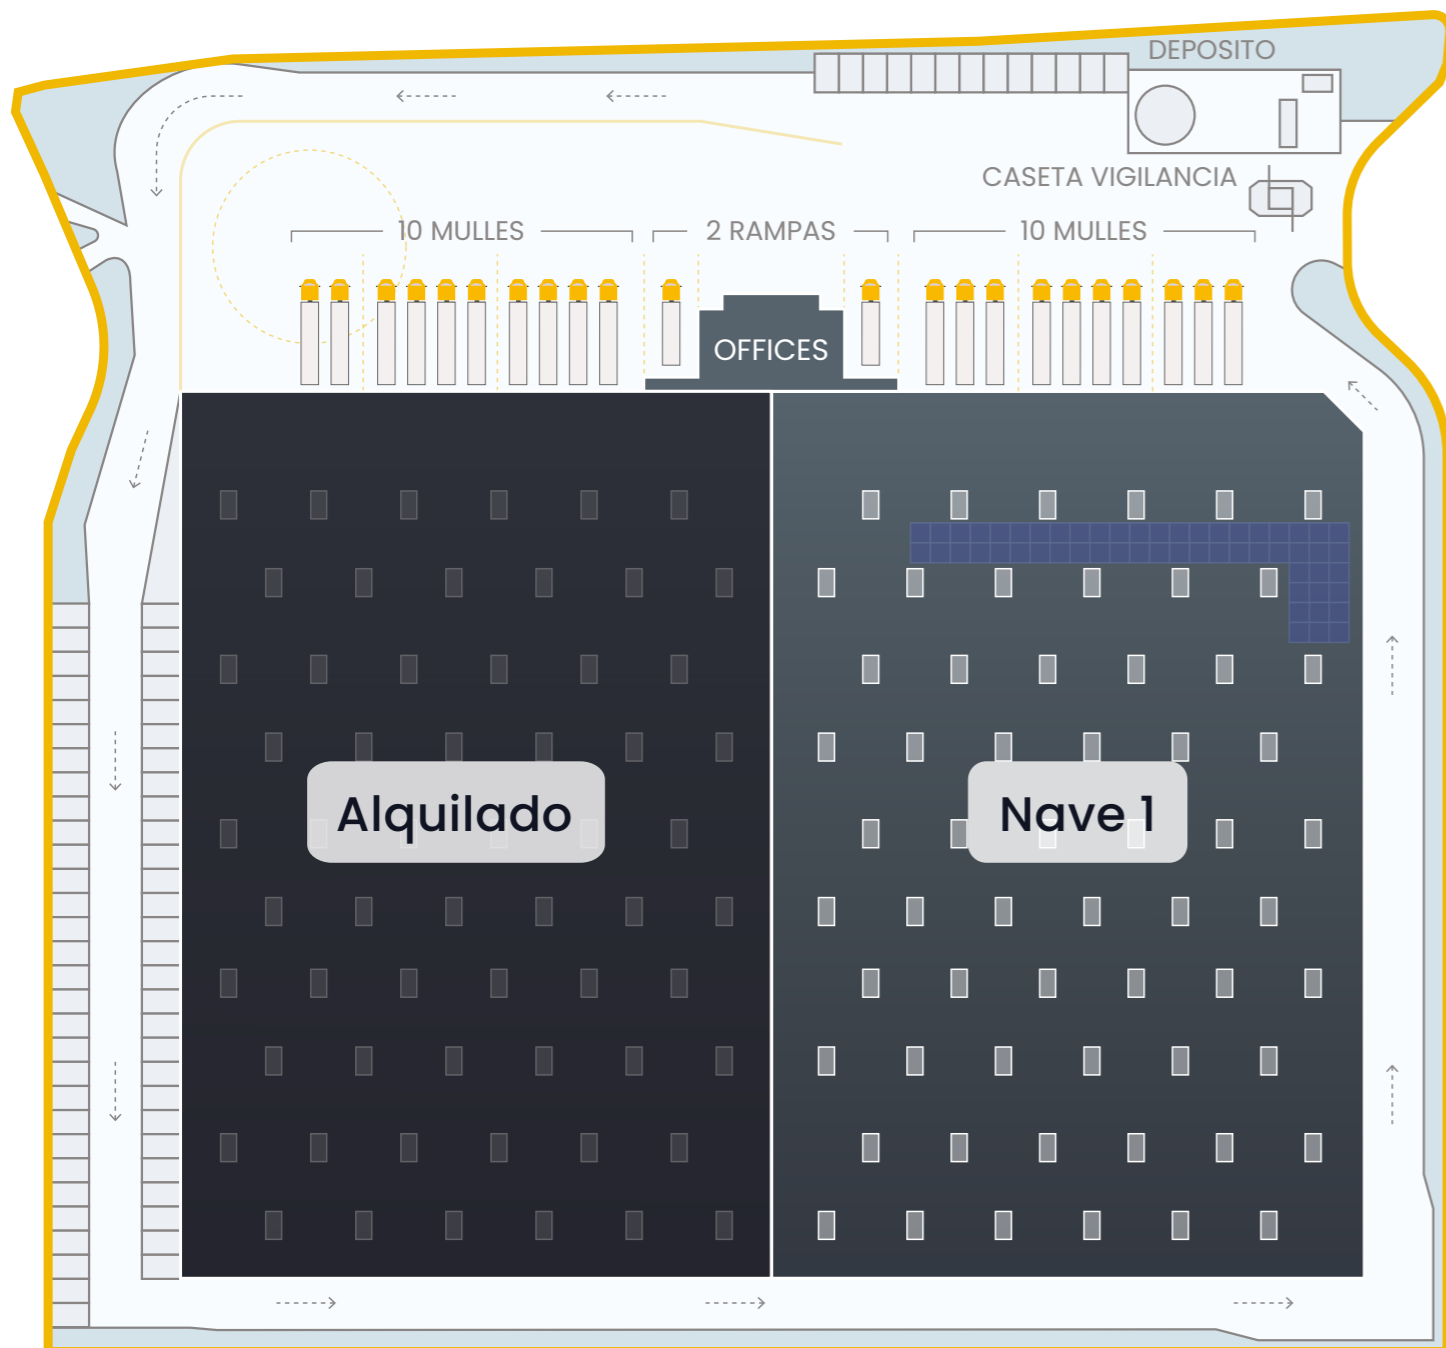 DEPOSITO
CASETA VIGILANCIA
10 MULLES
2 RAMPAS
10 MULLES
OFFICES
Alquilado
Nave 1